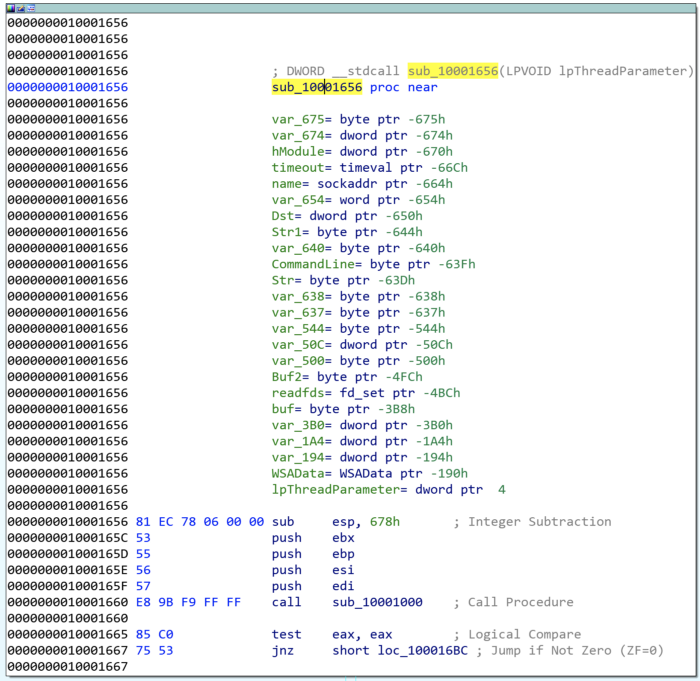 0000000010001656
0000000010001656
0000000010001656
0000000010001656 ; DWORD __stdcall sub_10001656(LPVOID lpThreadParameter)
0000000010001656 sub_10001656 proc near
0000000010001656
0000000010001656 var_675= byte ptr -675h
0000000010001656 var_674= dword ptr -674h
0000000010001656 hModule= dword ptr -670h
0000000010001656 timeout= timeval ptr -66Ch
0000000010001656 name= sockaddr ptr -664h
0000000010001656 var_654= word ptr -654h
0000000010001656 Dst= dword ptr -650h
0000000010001656 Str1= byte ptr -644h
0000000010001656 var_640= byte ptr -640h
0000000010001656 CommandLine= byte ptr -63Fh
0000000010001656 Str= byte ptr -63Dh
0000000010001656 var_638= byte ptr -638h
0000000010001656 var_637= byte ptr -637h
0000000010001656 var_544= byte ptr -544h
0000000010001656 var_50C= dword ptr -50Ch
0000000010001656 var_500= byte ptr -500h
0000000010001656 Buf2= byte ptr -4FCh
0000000010001656 readfds= fd_set ptr -4BCh
0000000010001656 buf= byte ptr -3B8h
0000000010001656 var_3B0= dword ptr -3B0h
0000000010001656 var_1A4= dword ptr -1A4h
0000000010001656 var_194= dword ptr -194h
0000000010001656 WSAData= WSAData ptr -190h
0000000010001656 lpThreadParameter= dword ptr 4
0000000010001656
0000000010001656 81 EC 78 06 00 00 sub esp, 678h ; Integer Subtraction
000000001000165C 53 push ebx
000000001000165D 55 push ebp
000000001000165E 56 push esi
000000001000165F 57 push edi
0000000010001660 E8 9B F9 FF FF call sub_10001000 ; Call Procedure
0000000010001660
0000000010001665 85 C0 test eax, eax ; Logical Compare
0000000010001667 75 53 jnz short loc_100016BC ; Jump if Not Zero (ZF=0)
0000000010001667